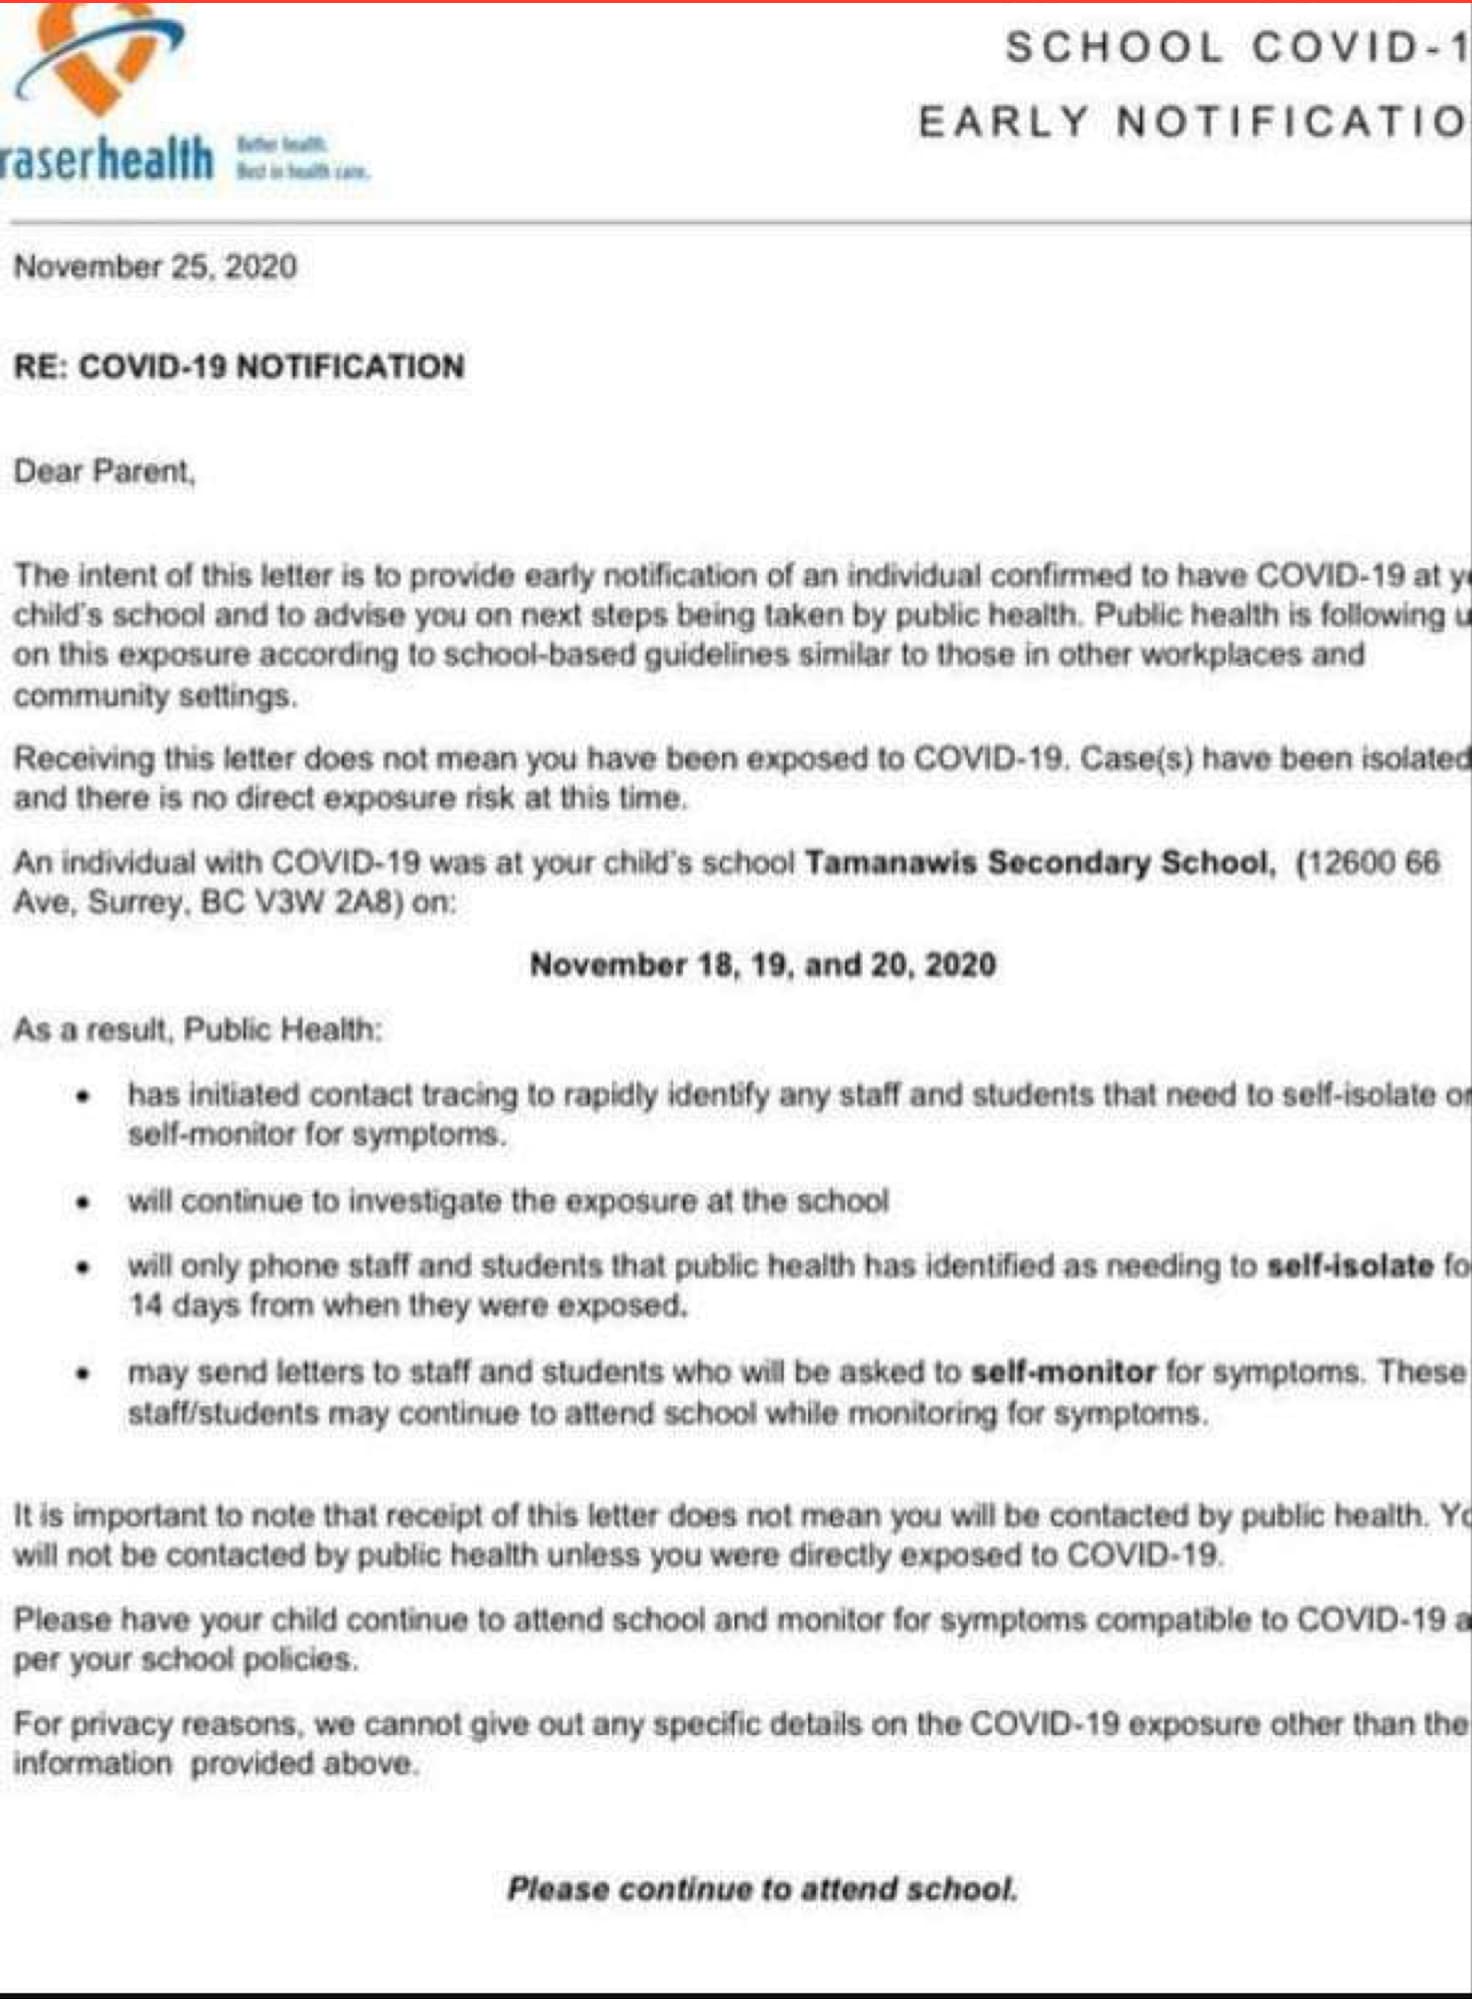 SCHOOL COVID-1
EARLY NOTIFICATIO
raserhealth
Better health.
Best in health care.
November 25, 2020
RE: COVID-19 NOTIFICATION
Dear Parent,
The intent of this letter is to provide early notification of an individual confirmed to have COVID-19 at y
child's school and to advise you on next steps being taken by public health. Public health is following u
on this exposure according to school-based guidelines similar to those in other workplaces and
community settings.
Receiving this letter does not mean you have been exposed to COVID-19. Case(s) have been isolated
and there is no direct exposure risk at this time.
An individual with COVID-19 was at your child's school Tamanawis Secondary School, (12600 66
Ave, Surrey, BC V3W 2A8) on:
November 18, 19, and 20, 2020
As a result, Public Health:
• has initiated contact tracing to rapidly identify any staff and students that need to self-isolate or
self-monitor for symptoms.
• will continue to investigate the exposure at the school
• will only phone staff and students that public health has identified as needing to self-isolate fo
14 days from when they were exposed.
• may send letters to staff and students who will be asked to self-monitor for symptoms. These
staff/students may continue to attend school while monitoring for symptoms.
It is important to note that receipt of this letter does not mean you will be contacted by public health. Yo
will not be contacted by public health unless you were directly exposed to COVID-19.
Please have your child continue to attend school and monitor for symptoms compatible to COVID-19 a
per your school policies.
For privacy reasons, we cannot give out any specific details on the COVID-19 exposure other than the
information provided above.
Please continue to attend school.